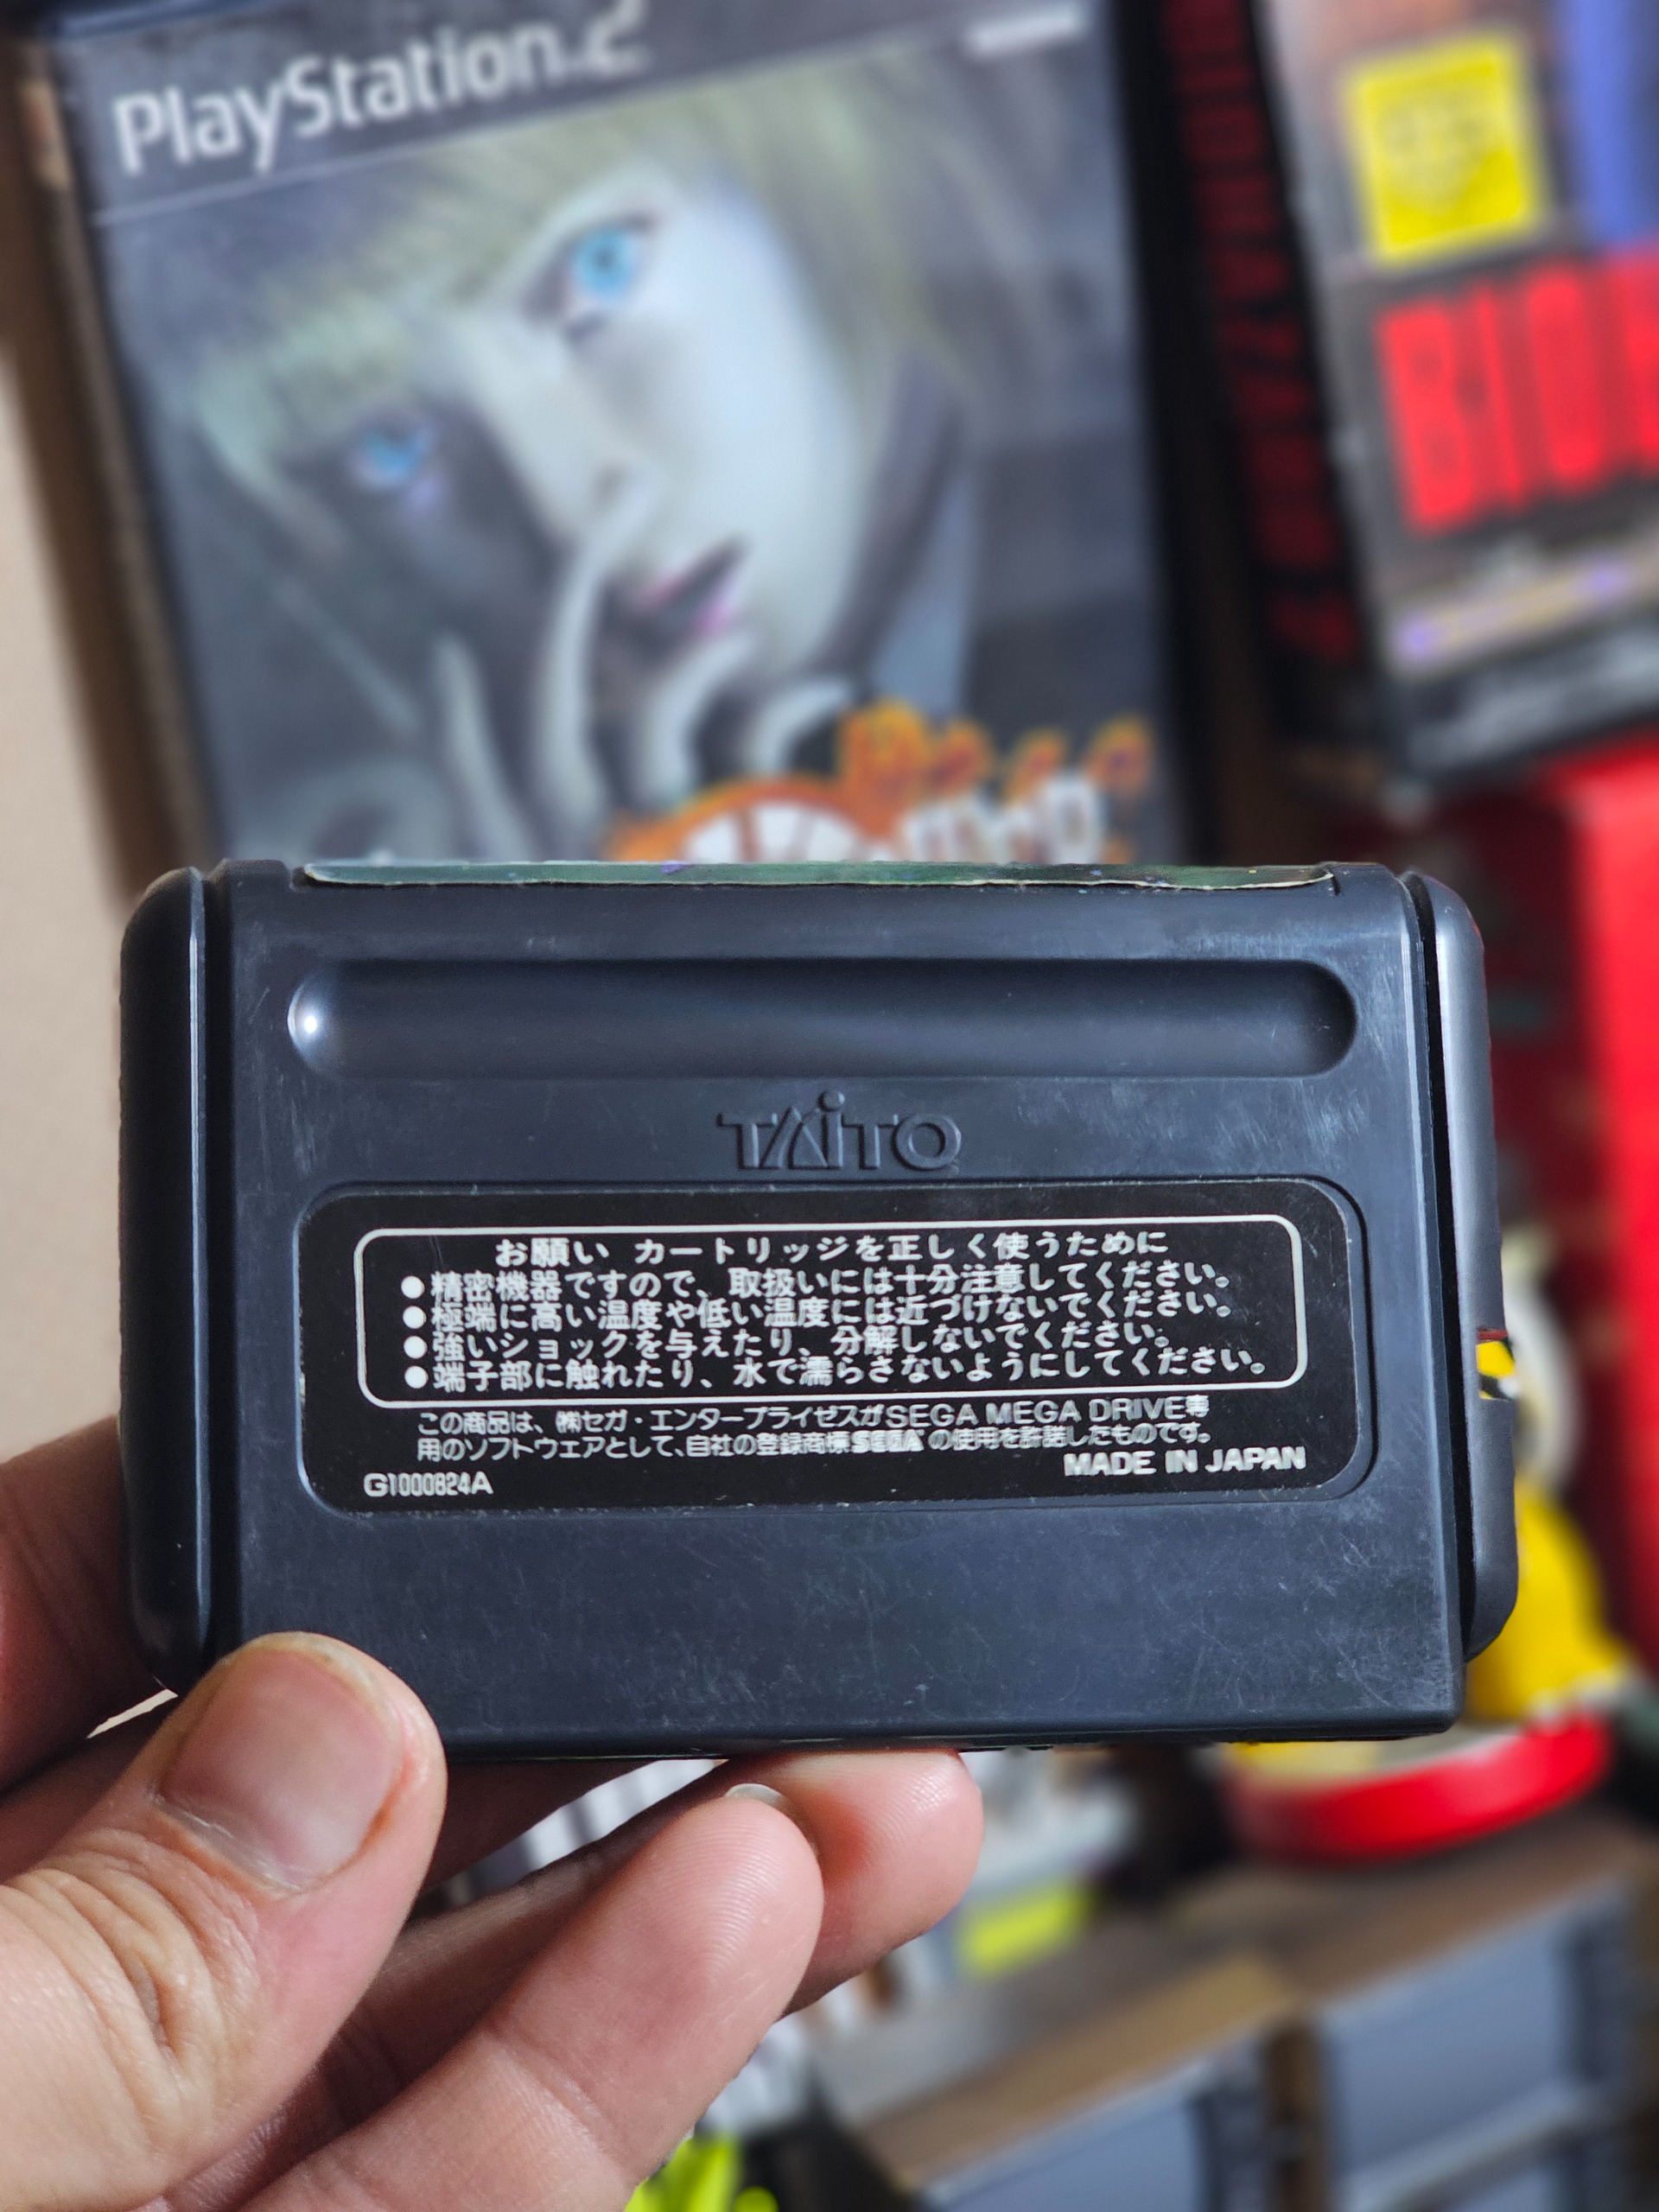 PlayStation 2
BIOH
TAITO
お願い カートリッジを正しく使うために
●精密機器ですので、取扱いには十分注意してください。
●極端に高い温度や低い温度には近づけないでください。
●強いショックを与えたり、分解しないでください。
●端子部に触れたり、水で濡らさないようにしてください。
この商品は、㈱セガ・エンタープライゼスがSEGA MEGA DRIVE専
用のソフトウェアとして、自社の登録商標SEGA®の使用を許諾したものです。
MADE IN JAPAN
G1000824A